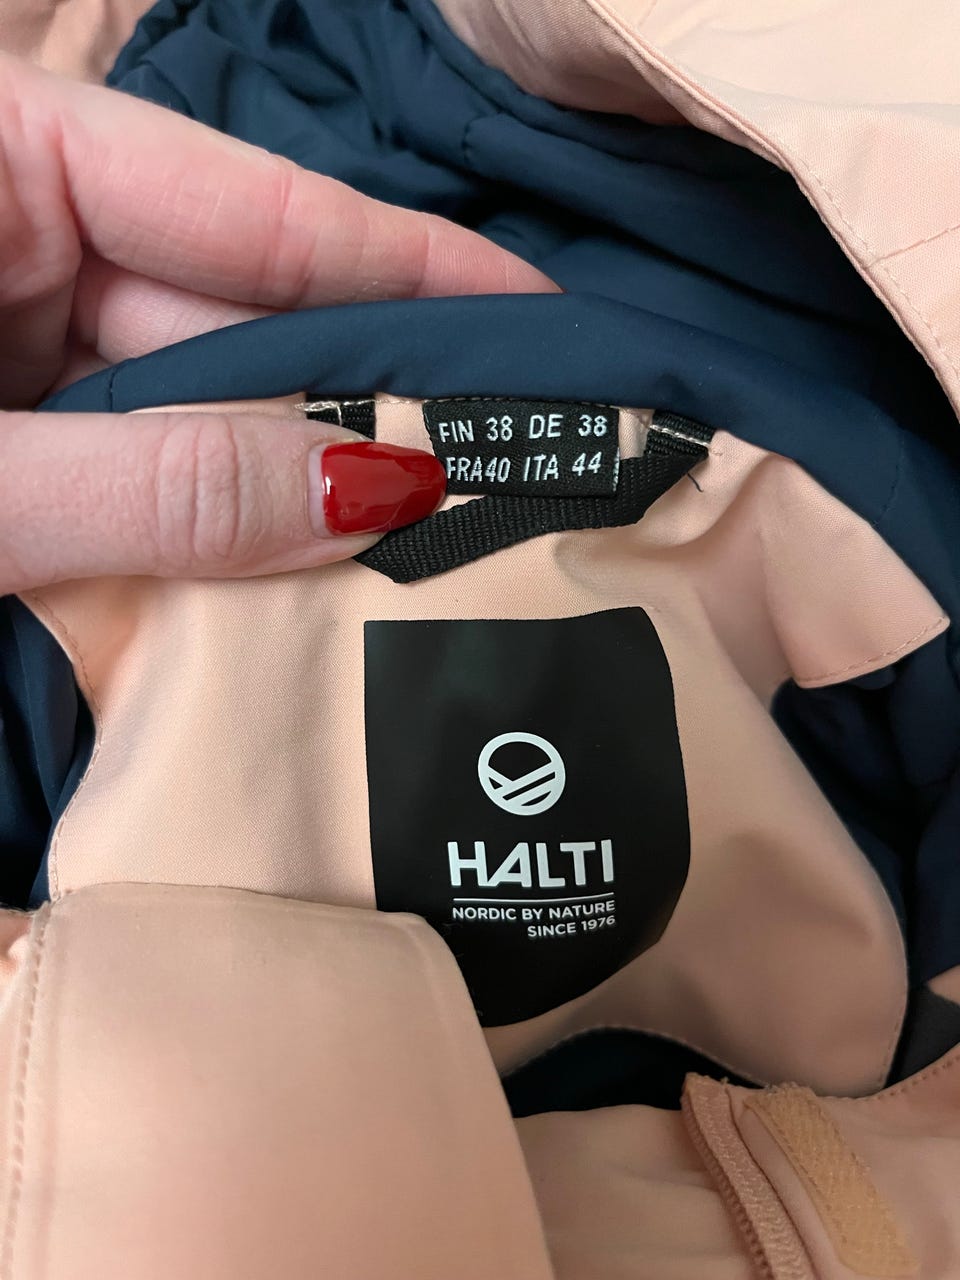 FIN 38 DE 38
FRA40 ITA 44
HALTI
NORDIC BY NATURE
SINCE 1976